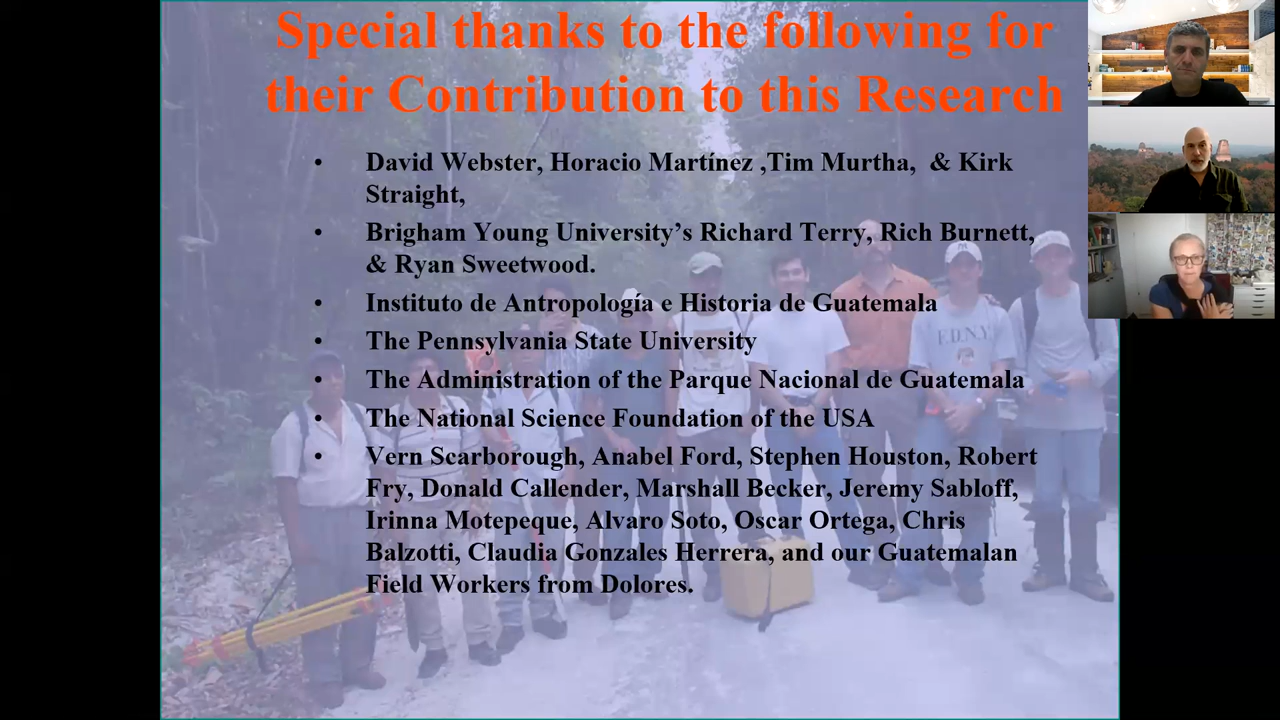 Special thanks to the following for
their Contribution to this Research
• David Webster, Horacio Martínez ,Tim Murtha, & Kirk
Straight,
• Brigham Young University’s Richard Terry, Rich Burnett,
& Ryan Sweetwood.
• Instituto de Antropología e Historia de Guatemala
• The Pennsylvania State University
• The Administration of the Parque Nacional de Guatemala
• The National Science Foundation of the USA
• Vern Scarborough, Anabel Ford, Stephen Houston, Robert
Fry, Donald Callender, Marshall Becker, Jeremy Sabloff,
Irinna Motepeque, Alvaro Soto, Oscar Ortega, Chris
Balzotti, Claudia Gonzales Herrera, and our Guatemalan
Field Workers from Dolores.
F.D.N.Y.